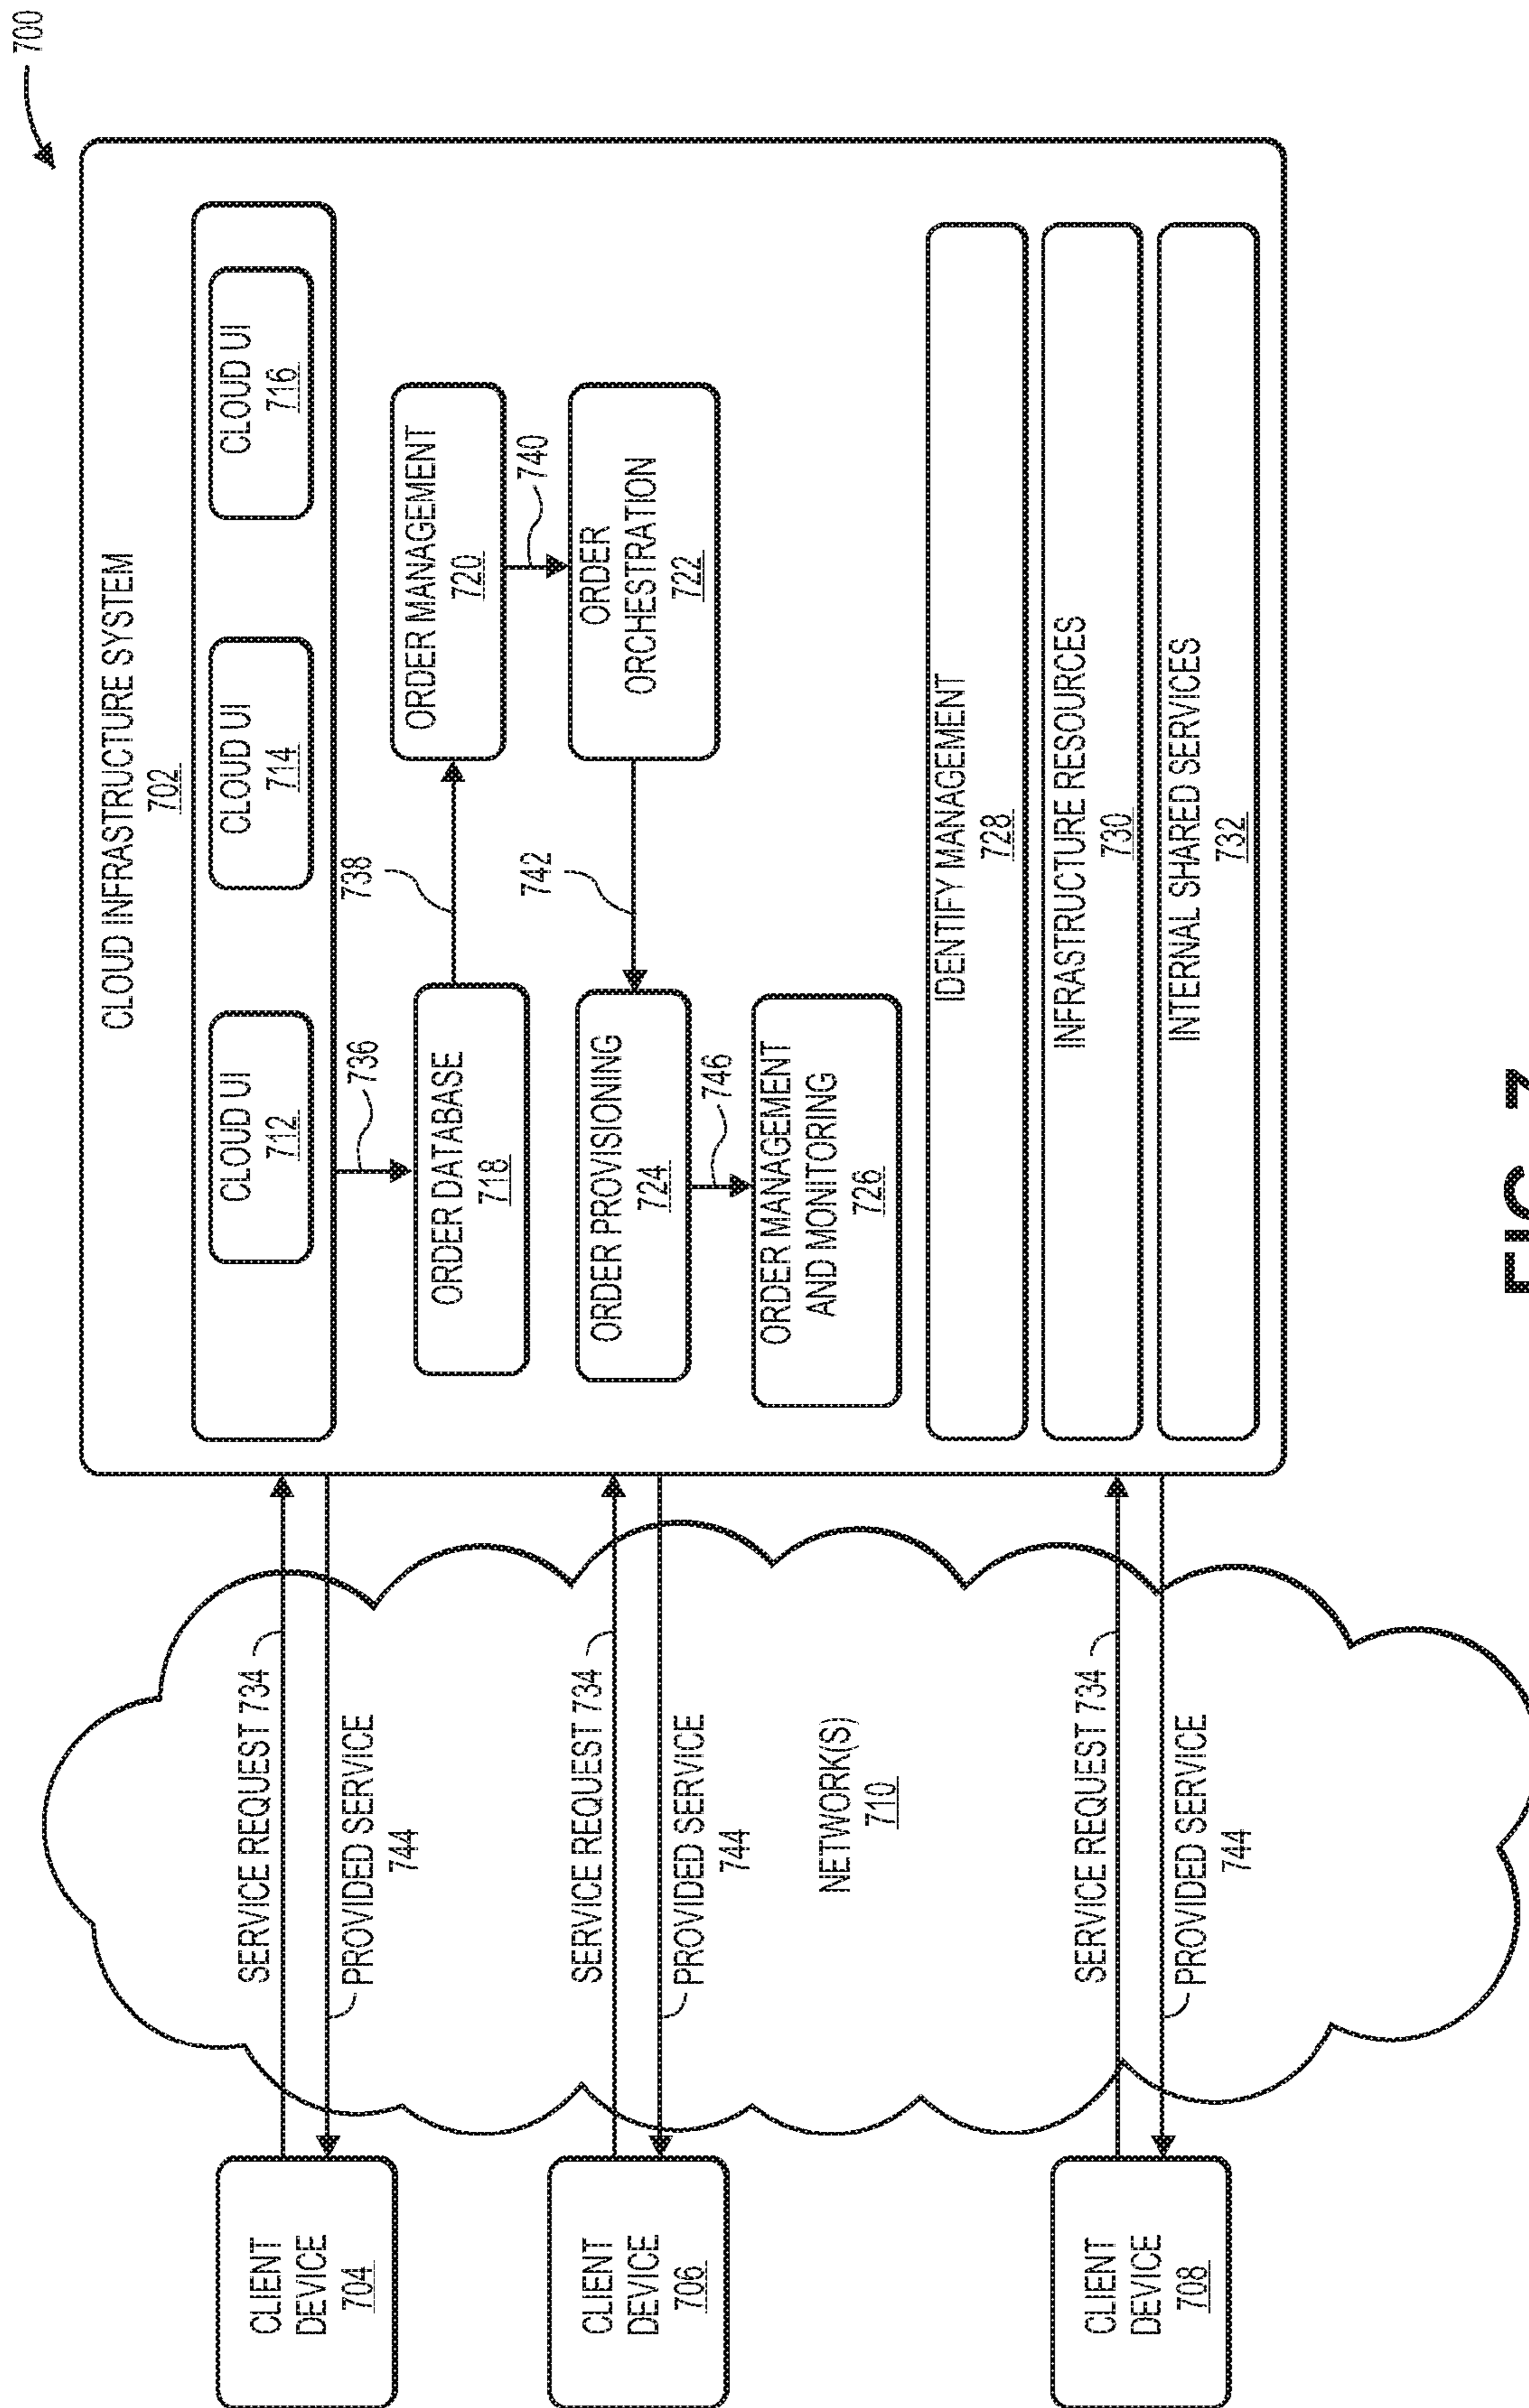 700
CLOUD INFRASTRUCTURE SYSTEM
702
CLOUD UI
712
CLOUD UI
714
CLOUD UI
716
736
ORDER DATABASE
718
738
ORDER MANAGEMENT
720
740
ORDER
ORCHESTRATION
722
742
ORDER PROVISIONING
724
746
ORDER MANAGEMENT
AND MONITORING
726
IDENTIFY MANAGEMENT
728
INFRASTRUCTURE RESOURCES
730
INTERNAL SHARED SERVICES
732
CLIENT
DEVICE
704
SERVICE REQUEST 734
PROVIDED SERVICE
744
CLIENT
DEVICE
706
SERVICE REQUEST 734
PROVIDED SERVICE
744
NETWORK(S)
710
CLIENT
DEVICE
708
SERVICE REQUEST 734
PROVIDED SERVICE
744
FIG. 7